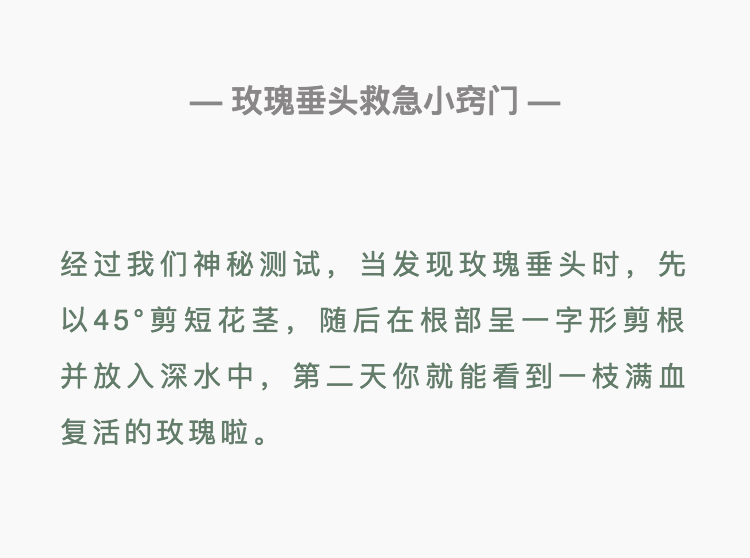 — 玫瑰垂头救急小窍门 —
经过我们神秘测试，当发现玫瑰垂头时，先
以45°剪短花茎，随后在根部呈一字形剪根
并放入深水中，第二天你就能看到一枝满血
复活的玫瑰啦。